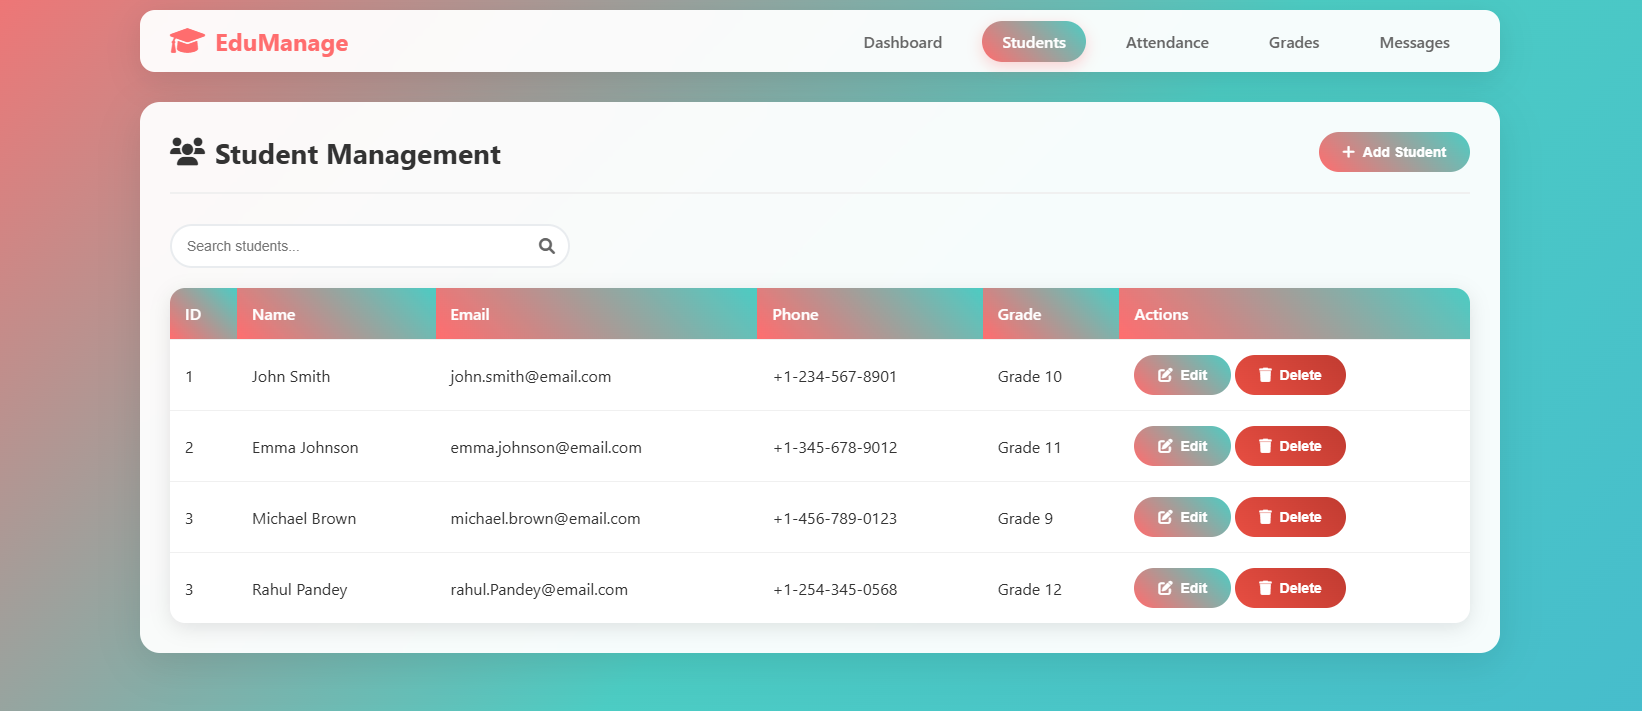 EduManage Dashboard Students Attendance Grades Messages
Student Management + Add Student
Search students...
ID Name Email Phone Grade Actions
1 John Smith john.smith@email.com +1-234-567-8901 Grade 10 Edit Delete
2 Emma Johnson emma.johnson@email.com +1-345-678-9012 Grade 11 Edit Delete
3 Michael Brown michael.brown@email.com +1-456-789-0123 Grade 9 Edit Delete
3 Rahul Pandey rahul.Pandey@email.com +1-254-345-0568 Grade 12 Edit Delete